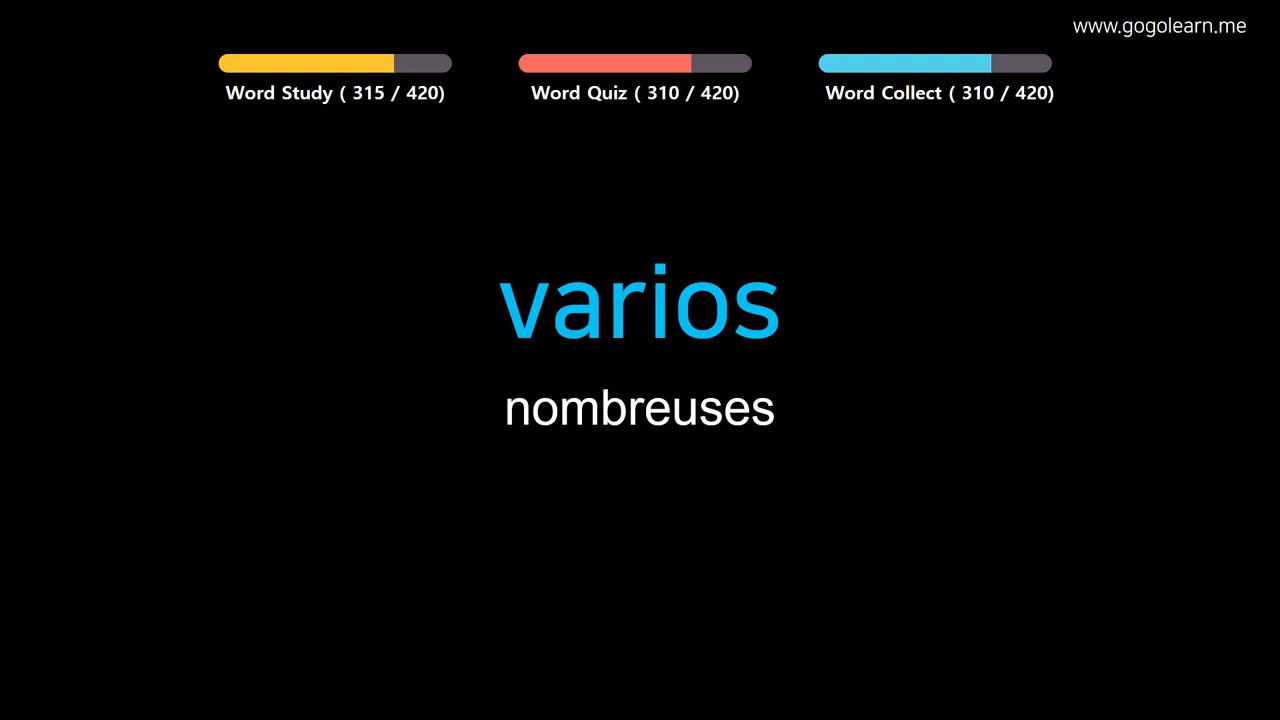 www.gogolearn.me
Word Study ( 315 / 420)
Word Quiz ( 310 / 420)
Word Collect ( 310 / 420)
varios
nombreuses